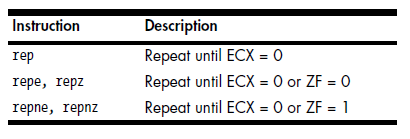 Instruction Description
rep Repeat until ECX = 0
repe, repz Repeat until ECX = 0 or ZF = 0
repne, repnz Repeat until ECX = 0 or ZF = 1